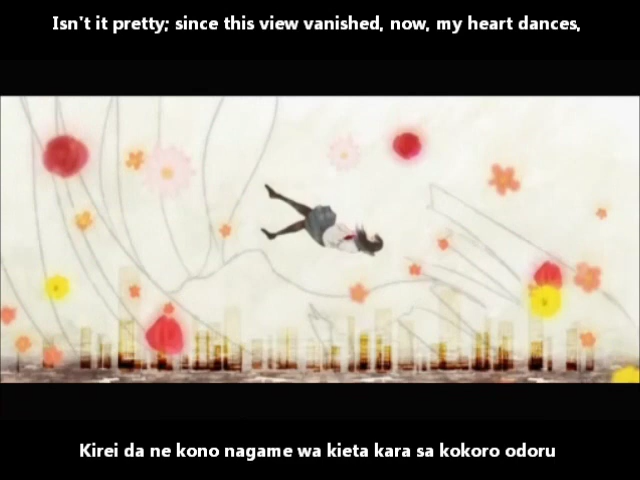 Isn't it pretty; since this view vanished, now, my heart dances,
Kirei da ne kono nagame wa kieta kara sa kokoro odoru